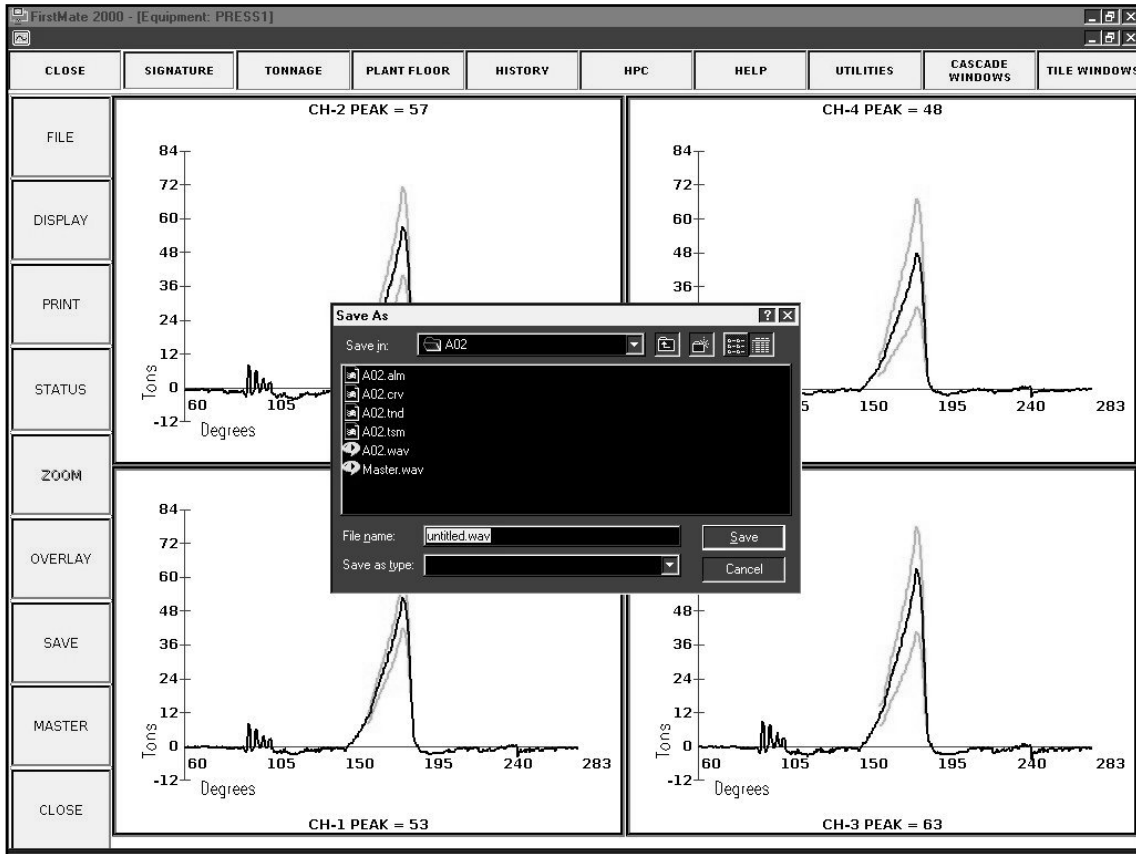 FirstMate 2000 - [Equipment: PRESS1]
CLOSE SIGNATURE TONNAGE PLANT FLOOR HISTORY HPC HELP UTILITIES CASCADE WINDOWS TILE WINDOWS
FILE
DISPLAY
PRINT
STATUS
ZOOM
OVERLAY
SAVE
MASTER
CLOSE
CH-2 PEAK = 57
84
72
60
48
36
24
12
0
-12
Tons
60 105
Degrees
CH-4 PEAK = 48
84
72
60
48
36
5 150 195 240 283
Save As
Save in: A02
A02.alm
A02.crv
A02.tnd
A02.tsm
A02.wav
Master.wav
File name: untitled.wav Save
Save as type: Cancel
84
72
60
48
36
24
12
0
-12
Tons
60 105 150 195 240 283
Degrees
CH-1 PEAK = 53
48
36
24
12
0
-12
Tons
60 105 150 195 240 283
Degrees
CH-3 PEAK = 63